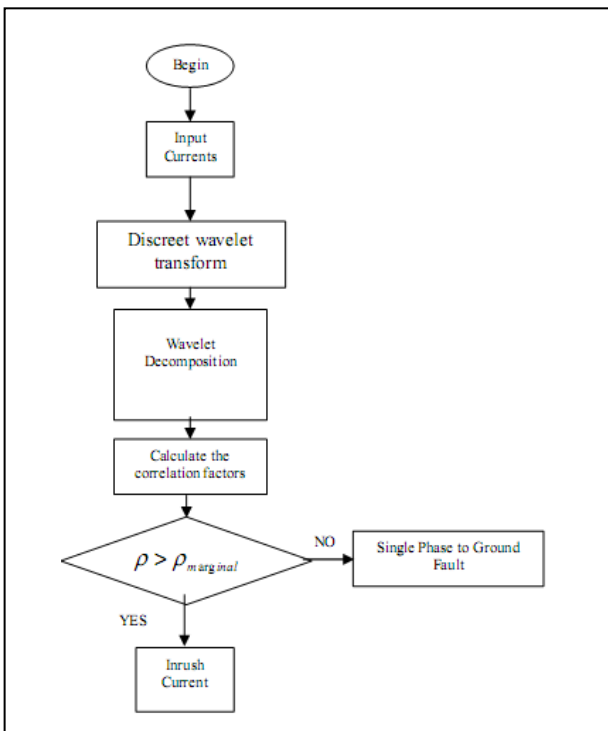 Begin
Input
Currents
Discreet wavelet
transform
Wavelet
Decomposition
Calculate the
correlation factors
ρ > ρmarginal
NO
Single Phase to Ground
Fault
YES
Inrush
Current